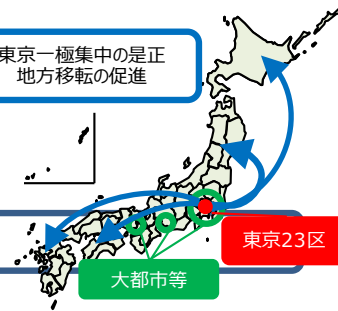 東京一極集中の是正
地方移転の促進
東京23区
大都市等